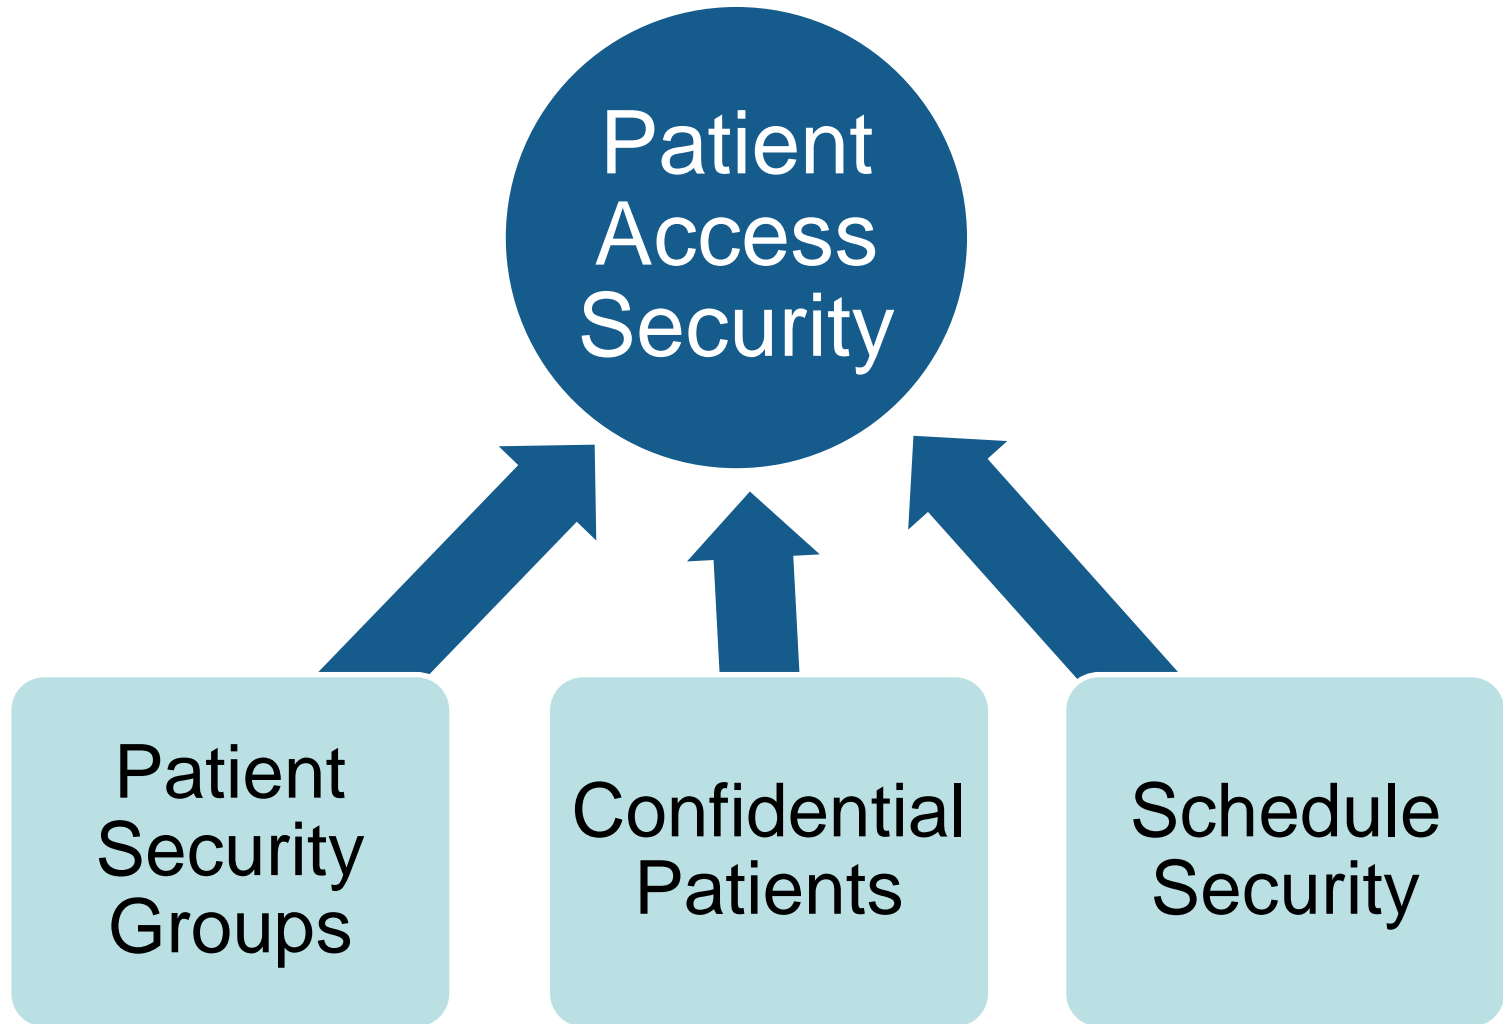 Patient
Access
Security
Patient
Security
Groups
Confidential
Patients
Schedule
Security